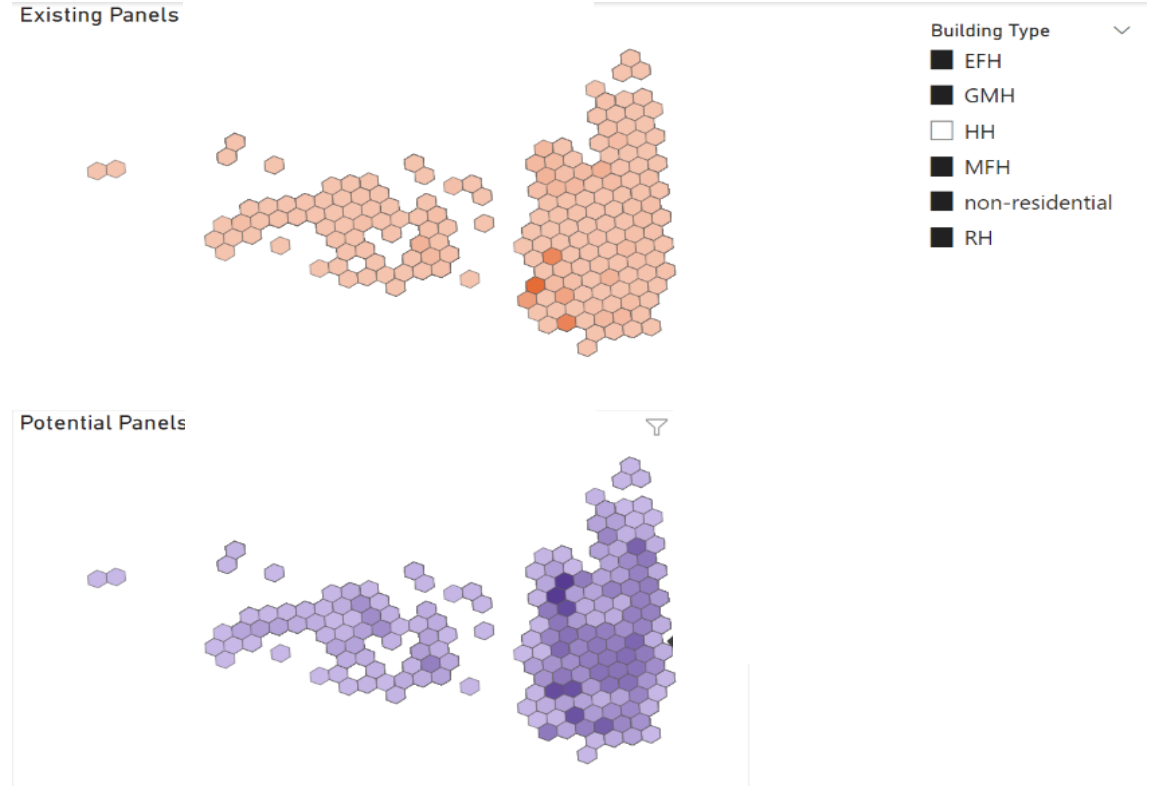 Existing Panels
Building Type
EFH
GMH
HH
MFH
non-residential
RH
Potential Panels